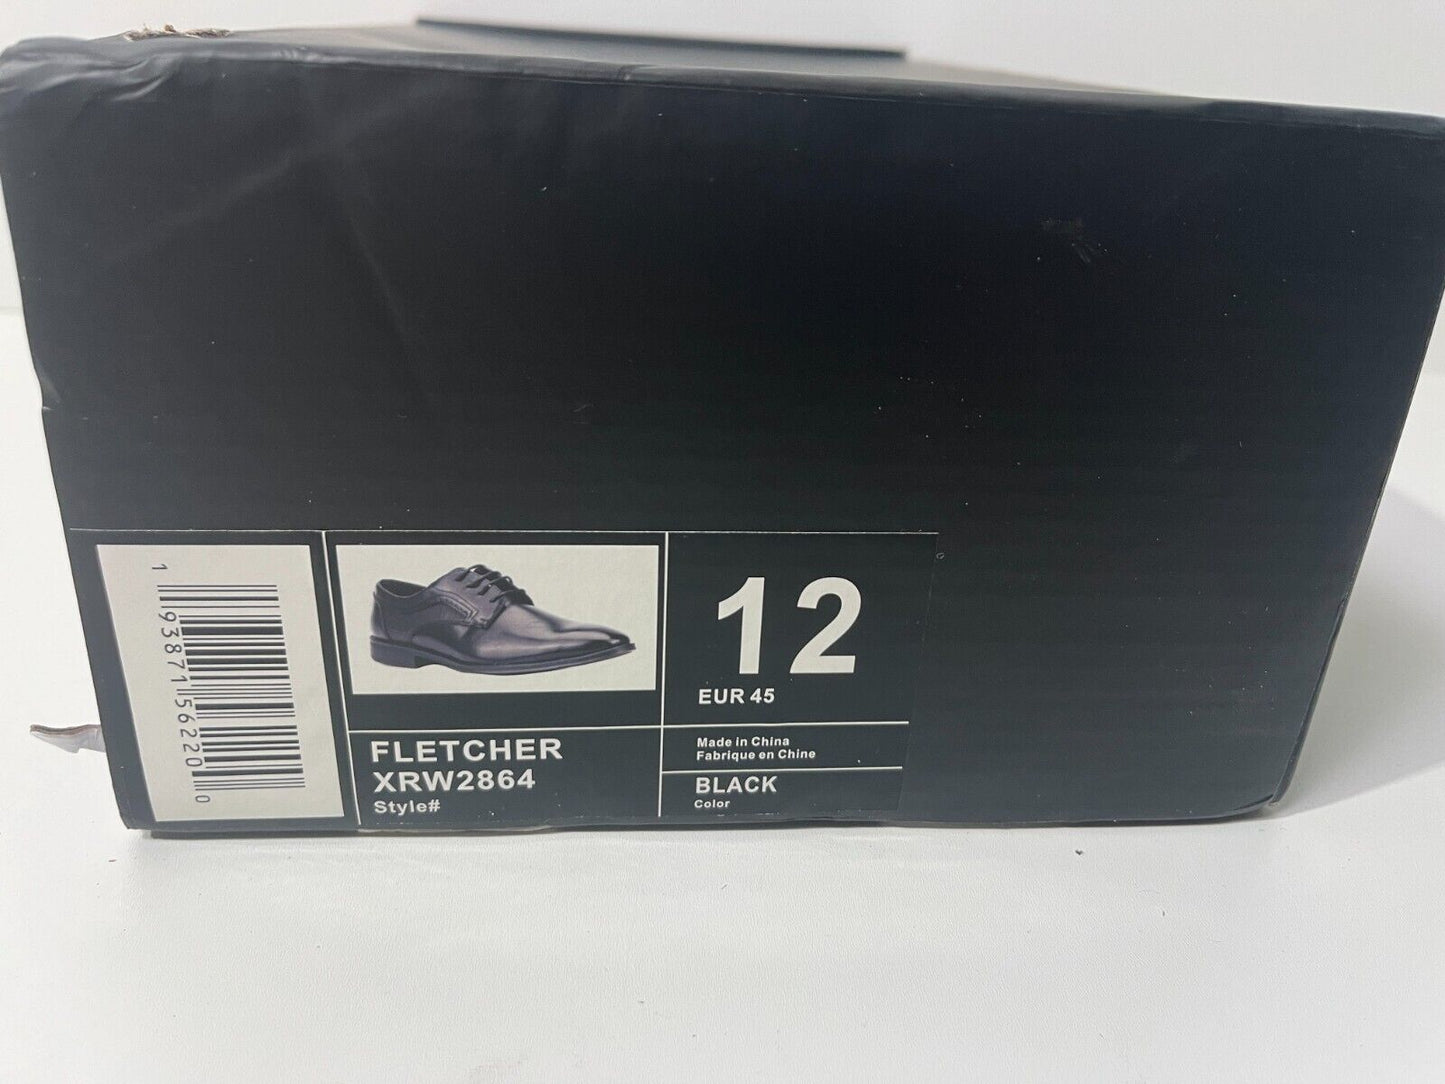 1 93871 56220 0
FLETCHER
XRW2864
Style#
12
EUR 45
Made in China
Fabrique en Chine
BLACK
Color